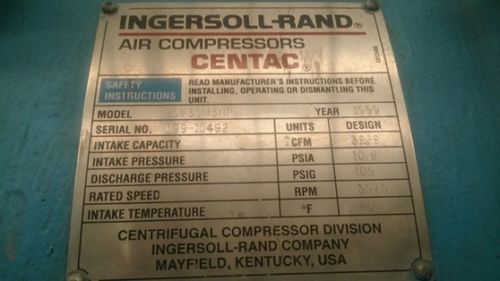 INGERSOLL-RAND®
AIR COMPRESSORS
CENTAC®
SAFETY INSTRUCTIONS READ MANUFACTURER'S INSTRUCTIONS BEFORE INSTALLING, OPERATING OR DISMANTLING THIS UNIT.
MODEL YEAR 1999
SERIAL NO. UNITS DESIGN
INTAKE CAPACITY CFM
INTAKE PRESSURE PSIA
DISCHARGE PRESSURE PSIG 105
RATED SPEED RPM
INTAKE TEMPERATURE °F
CENTRIFUGAL COMPRESSOR DIVISION
INGERSOLL-RAND COMPANY
MAYFIELD, KENTUCKY, USA